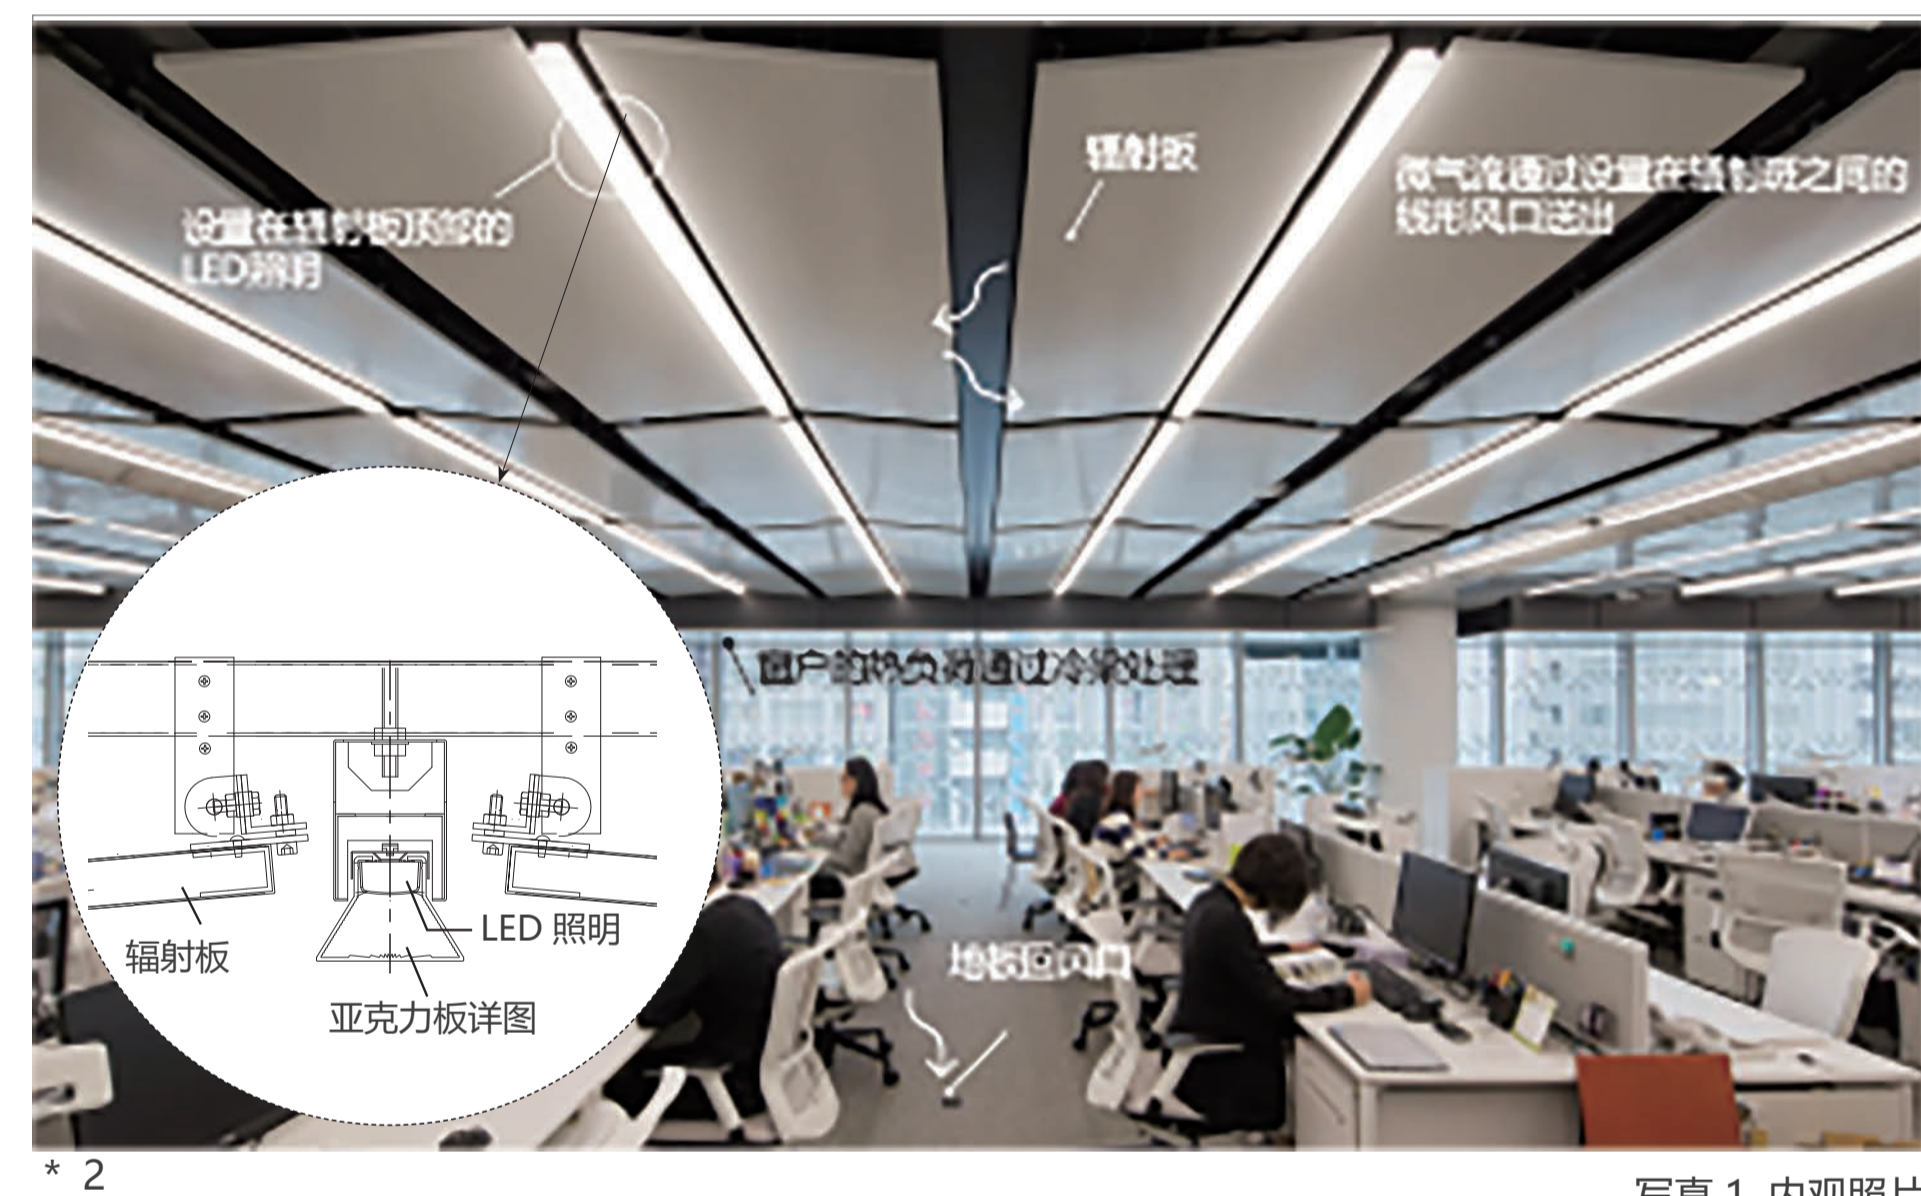 辐射板
微气流通过设置在辐射斑之间的
线形风口送出
设置在辐射板顶部的
LED照明
窗户的热负荷通过冷梁处理
LED 照明
辐射板
亚克力板详图
地板回风口
* 2
写真 1 内观照片